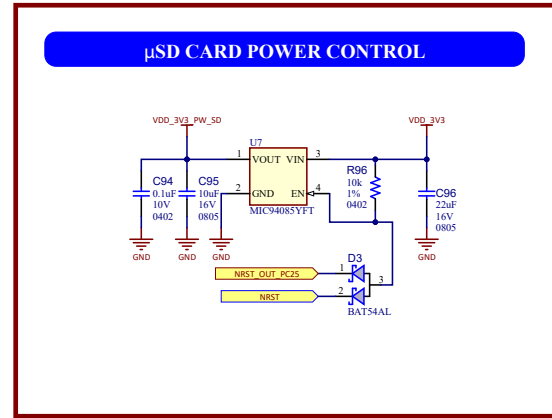 µSD CARD POWER CONTROL
VDD_3V3_PW_SD
VDD_3V3
U7
1 VOUT VIN 3
2 GND EN 4
MIC94085YFT
C94
0.1uF
10V
0402
C95
10uF
16V
0805
R96
10k
1%
0402
C96
22uF
16V
0805
GND
GND
GND
GND
D3
NRST_OUT_PC25 1
NRST 2
3
BAT54AL